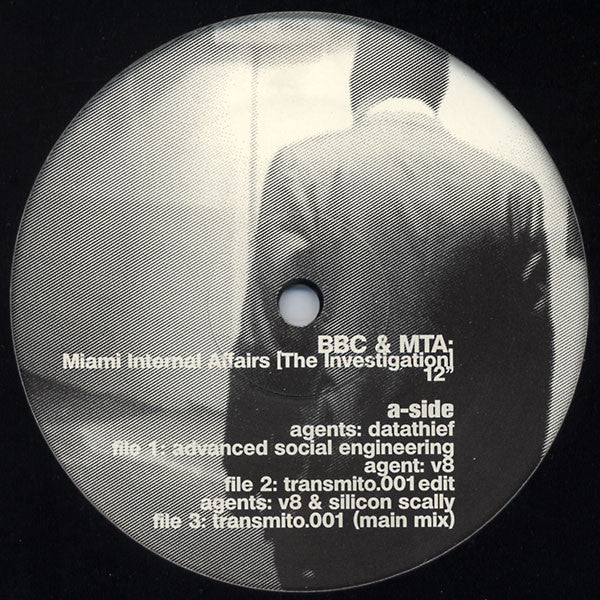 BBC & MTA:
Miami Internal Affairs [The Investigation]
12"
a-side
agents: datathief
file 1: advanced social engineering
agent: v8
file 2: transmito.001 edit
agents: v8 & silicon scally
file 3: transmito.001 (main mix)